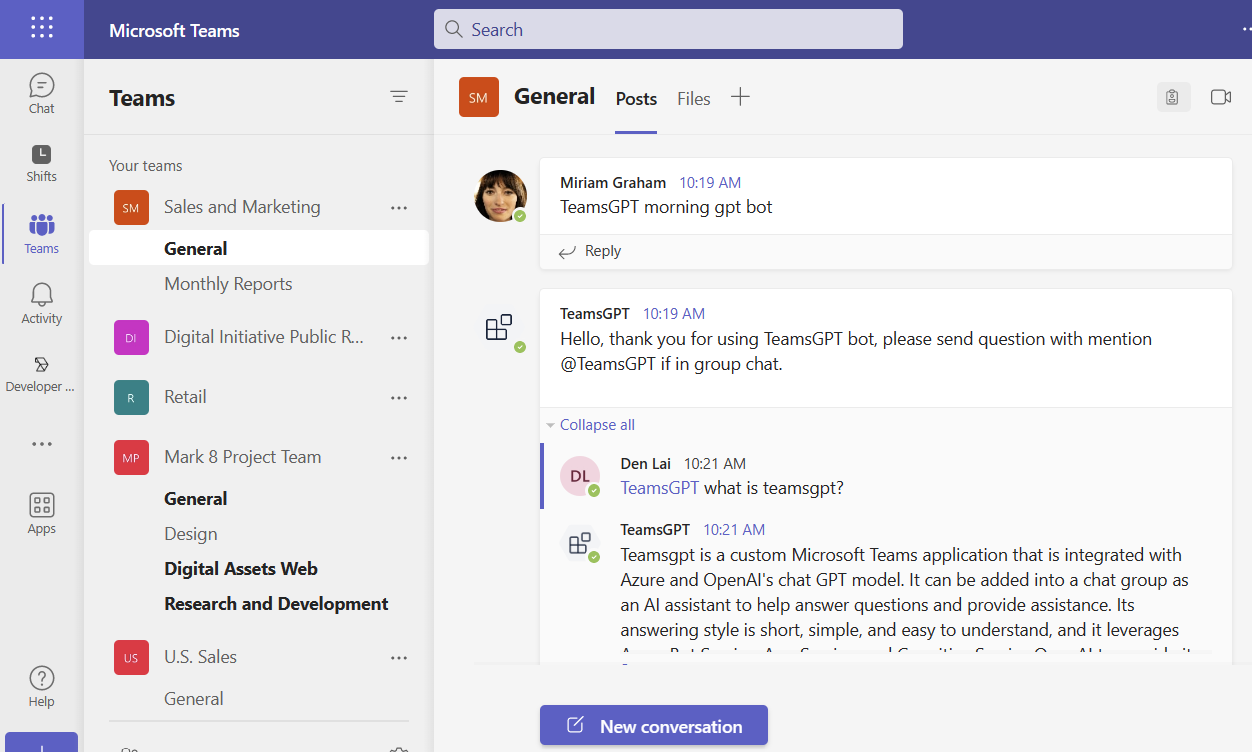 Microsoft Teams
Search
Chat
Shifts
Teams
Activity
Developer ...
Apps
Help
Teams
Your teams
SM Sales and Marketing
General
Monthly Reports
DI Digital Initiative Public R...
R Retail
MP Mark 8 Project Team
General
Design
Digital Assets Web
Research and Development
US U.S. Sales
General
SM General Posts Files
Miriam Graham 10:19 AM
TeamsGPT morning gpt bot
Reply
TeamsGPT 10:19 AM
Hello, thank you for using TeamsGPT bot, please send question with mention
@TeamsGPT if in group chat.
Collapse all
DL Den Lai 10:21 AM
TeamsGPT what is teamsgpt?
TeamsGPT 10:21 AM
Teamsgpt is a custom Microsoft Teams application that is integrated with
Azure and OpenAI's chat GPT model. It can be added into a chat group as
an AI assistant to help answer questions and provide assistance. Its
answering style is short, simple, and easy to understand, and it leverages
New conversation